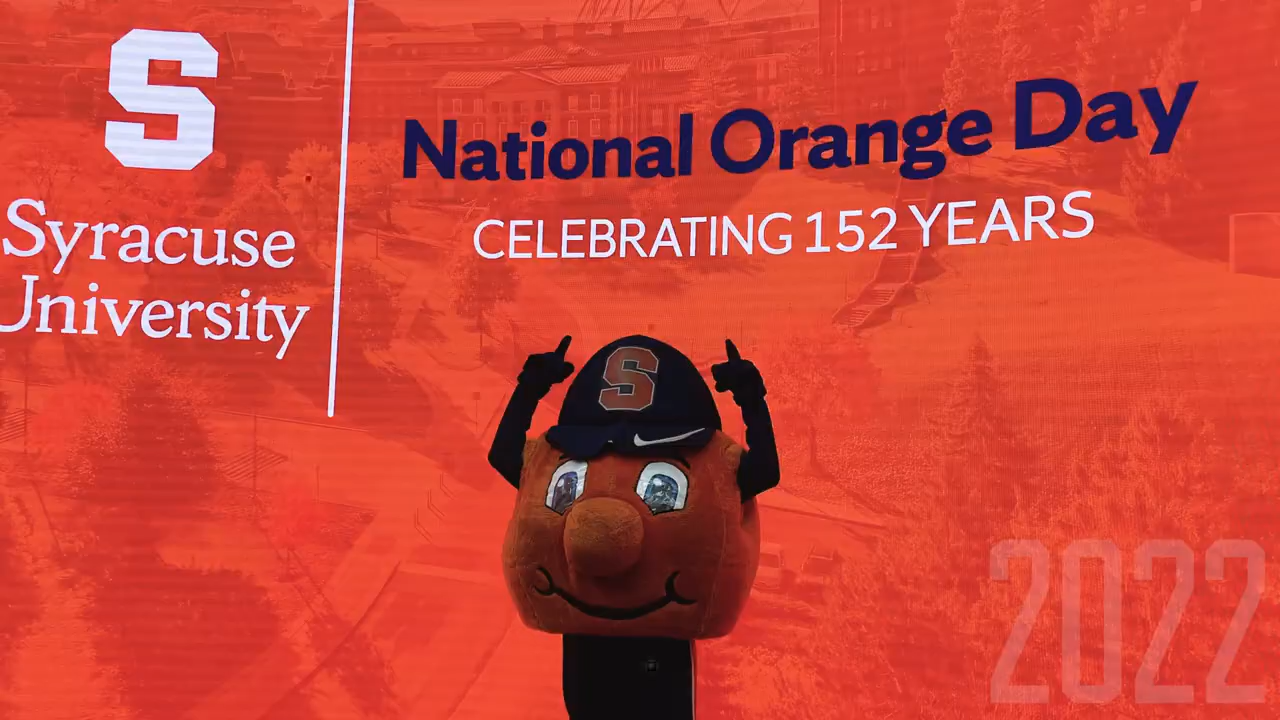 S
Syracuse
University
National Orange Day
CELEBRATING 152 YEARS
S
2022